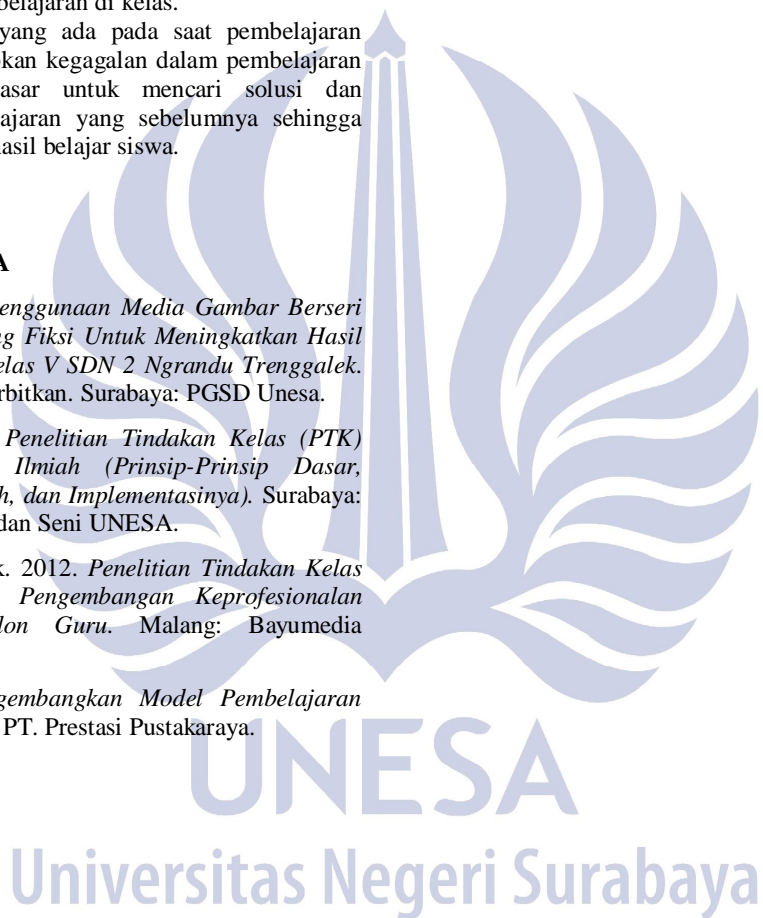 belajaran di kelas.
yang ada pada saat pembelajaran
kan kegagalan dalam pembelajaran
asar untuk mencari solusi dan
ajaran yang sebelumnya sehingga
hasil belajar siswa.
A
enggunaan Media Gambar Berseri
g Fiksi Untuk Meningkatkan Hasil
elas V SDN 2 Ngrandu Trenggalek.
rbitkan. Surabaya: PGSD Unesa.
Penelitian Tindakan Kelas (PTK)
Ilmiah (Prinsip-Prinsip Dasar,
h, dan Implementasinya). Surabaya:
dan Seni UNESA.
k. 2012. Penelitian Tindakan Kelas
Pengembangan Keprofesionalan
lon Guru. Malang: Bayumedia
gembangkan Model Pembelajaran
PT. Prestasi Pustakaraya.
UNESA
Universitas Negeri Surabaya